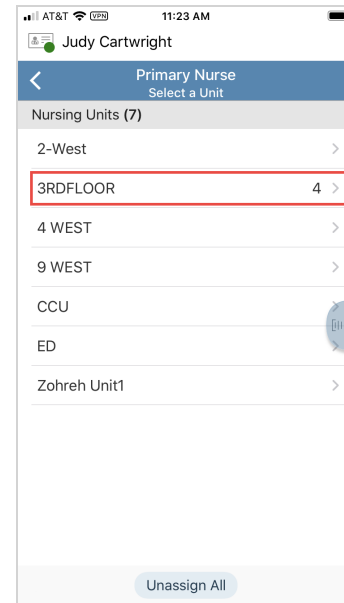 AT&T VPN 11:23 AM
Judy Cartwright
Primary Nurse
Select a Unit
Nursing Units (7)
2-West
3RDFLOOR 4
4 WEST
9 WEST
CCU
ED
Zohreh Unit1
Unassign All